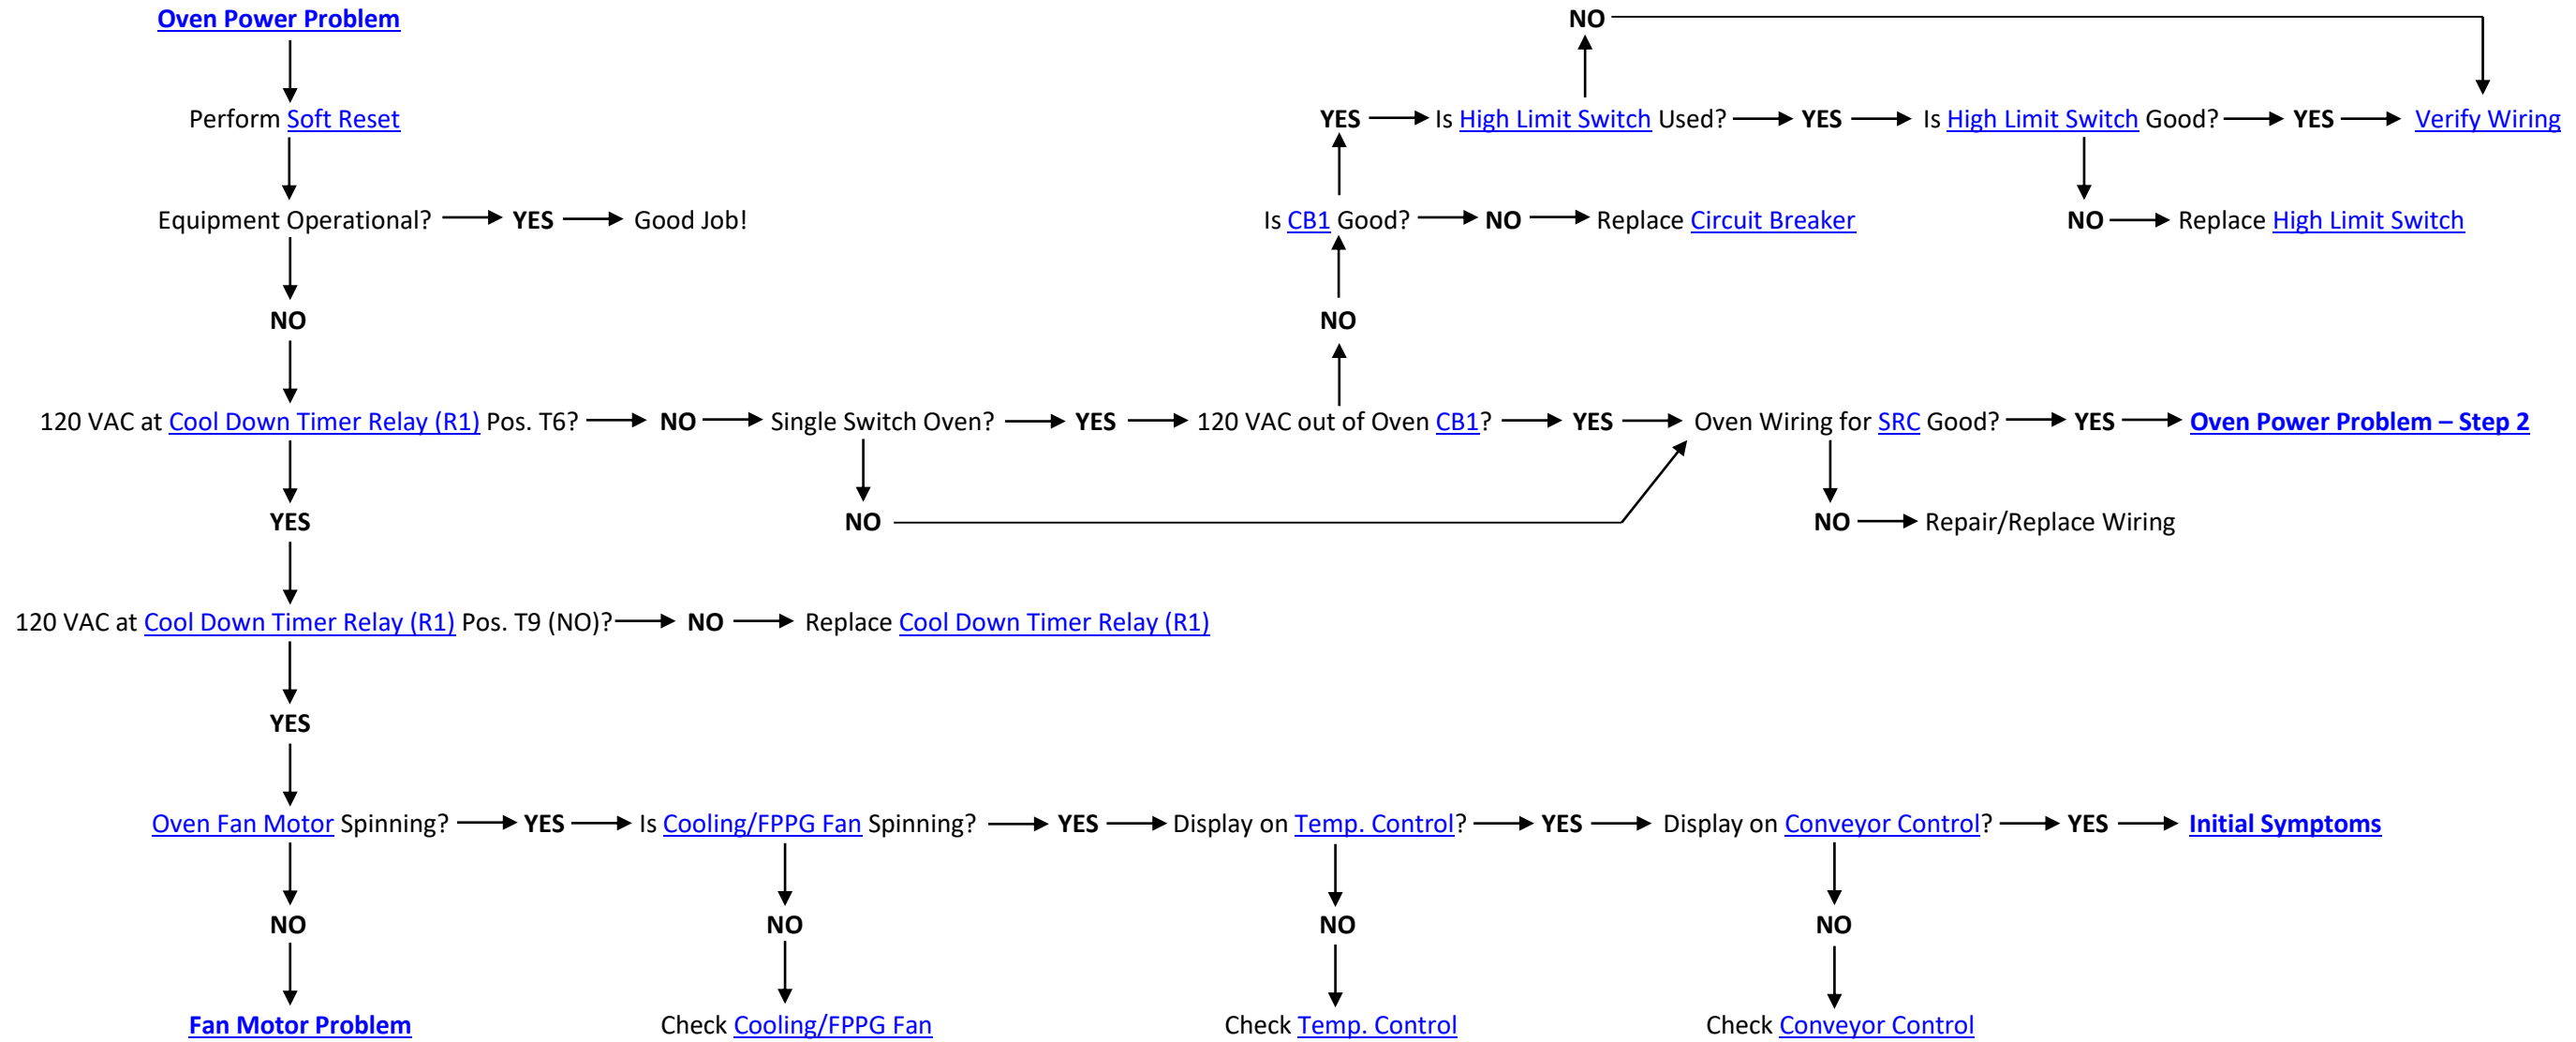 Oven Power Problem
NO
Perform Soft Reset
YES
Is High Limit Switch Used?
YES
Is High Limit Switch Good?
YES
Verify Wiring
Equipment Operational?
YES
Good Job!
Is CB1 Good?
NO
Replace Circuit Breaker
NO
Replace High Limit Switch
NO
NO
120 VAC at Cool Down Timer Relay (R1) Pos. T6?
NO
Single Switch Oven?
YES
120 VAC out of Oven CB1?
YES
Oven Wiring for SRC Good?
YES
Oven Power Problem – Step 2
YES
NO
NO
Repair/Replace Wiring
120 VAC at Cool Down Timer Relay (R1) Pos. T9 (NO)?
NO
Replace Cool Down Timer Relay (R1)
YES
Oven Fan Motor Spinning?
YES
Is Cooling/FPPG Fan Spinning?
YES
Display on Temp. Control?
YES
Display on Conveyor Control?
YES
Initial Symptoms
NO
NO
NO
NO
Fan Motor Problem
Check Cooling/FPPG Fan
Check Temp. Control
Check Conveyor Control